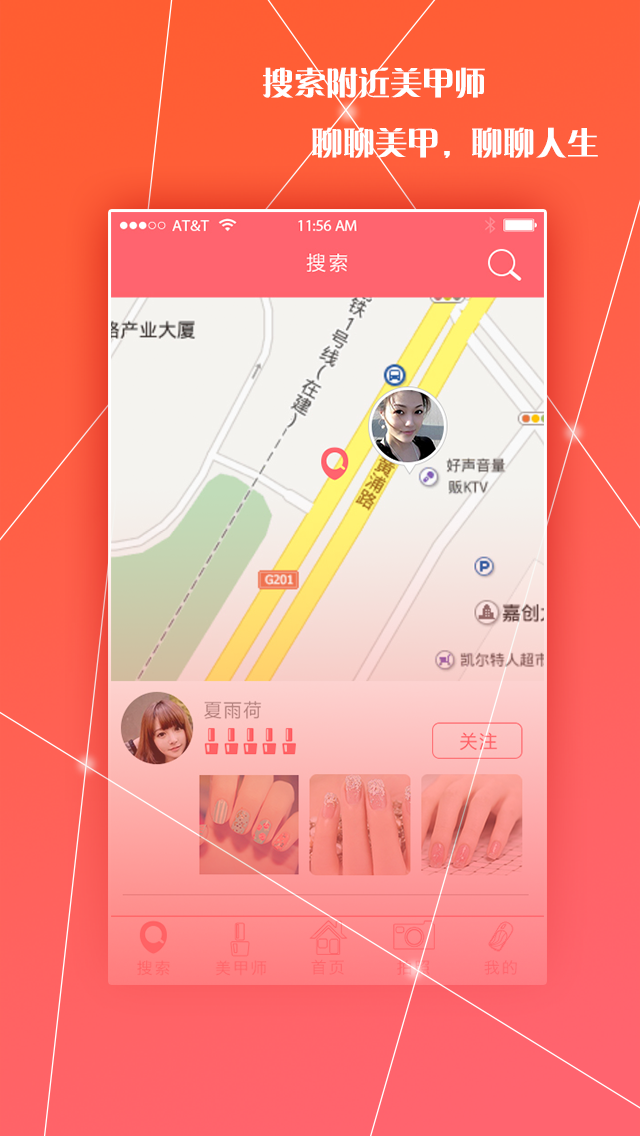 搜索附近美甲师
聊聊美甲，聊聊人生
AT&T 11:56 AM
搜索
路产业大厦
铁1号线(在建)
黄浦路
好声音量
贩KTV
G201
P
嘉创
凯尔特人超市
夏雨荷
关注
搜索 美甲师 首页 拍照 我的